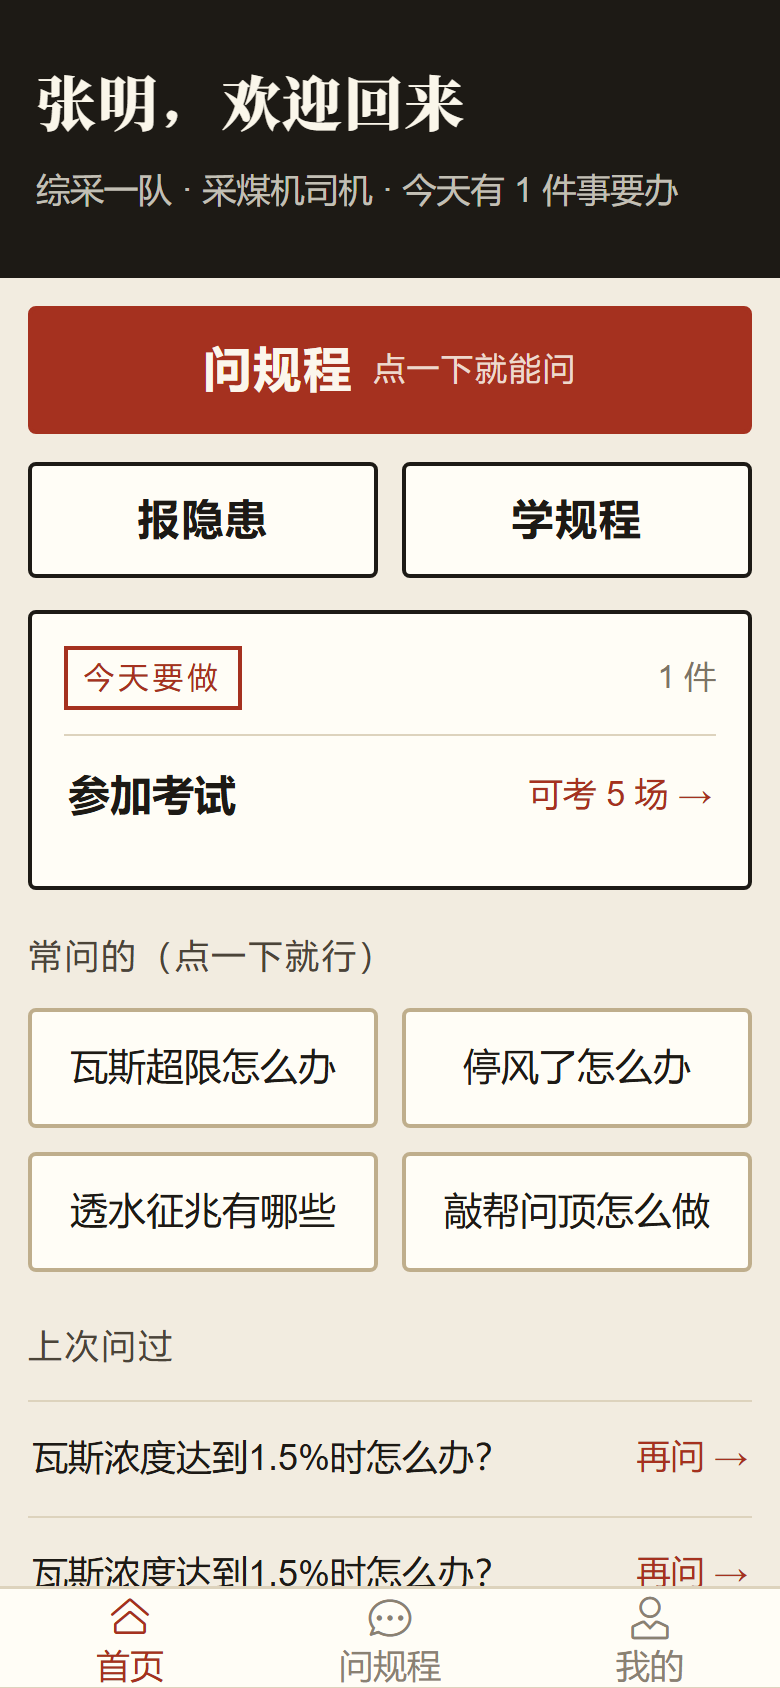 张明，欢迎回来
综采一队 · 采煤机司机 · 今天有 1 件事要办
问规程 点一下就能问
报隐患 学规程
今天要做 1 件
参加考试 可考 5 场 →
常问的（点一下就行）
瓦斯超限怎么办 停风了怎么办
透水征兆有哪些 敲帮问顶怎么做
上次问过
瓦斯浓度达到1.5%时怎么办？ 再问 →
瓦斯浓度达到1.5%时怎么办？ 再问 →
首页 问规程 我的